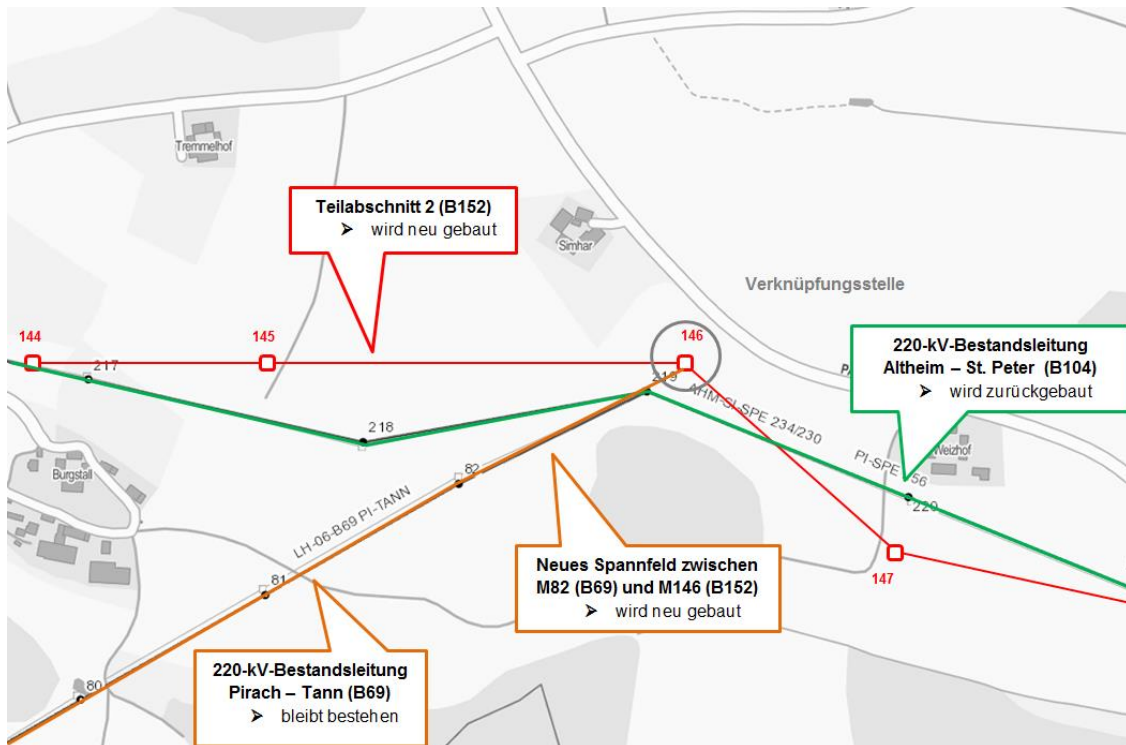 Tremmelhof
Teilabschnitt 2 (B152)
➤ wird neu gebaut
Simhar
Verknüpfungsstelle
144
145
146
217
219
220-kV-Bestandsleitung
Altheim – St. Peter (B104)
➤ wird zurückgebaut
AHM-SI-SPE 234/230
218
Weizhof
Burgstall
82
PI-SPE
56
LH-06-B69 PI-TANN
220
Neues Spannfeld zwischen
M82 (B69) und M146 (B152)
➤ wird neu gebaut
147
81
220-kV-Bestandsleitung
Pirach – Tann (B69)
➤ bleibt bestehen
80